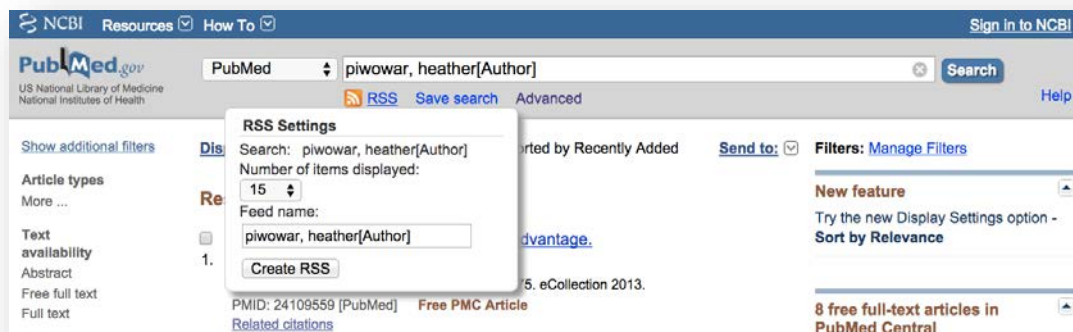 NCBI Resources How To Sign in to NCBI
PubMed.gov
US National Library of Medicine
National Institutes of Health
PubMed piwowar, heather[Author] Search
RSS Save search Advanced Help
RSS Settings
Search: piwowar, heather[Author]
Number of items displayed:
15
Feed name:
piwowar, heather[Author]
Create RSS
Show additional filters
Article types
More ...
Text
availability
Abstract
Free full text
Full text
by Recently Added Send to:
1.
eCollection 2013.
PMID: 24109559 [PubMed] Free PMC Article
Related citations
Filters: Manage Filters
New feature
Try the new Display Settings option -
Sort by Relevance
8 free full-text articles in
PubMed Central